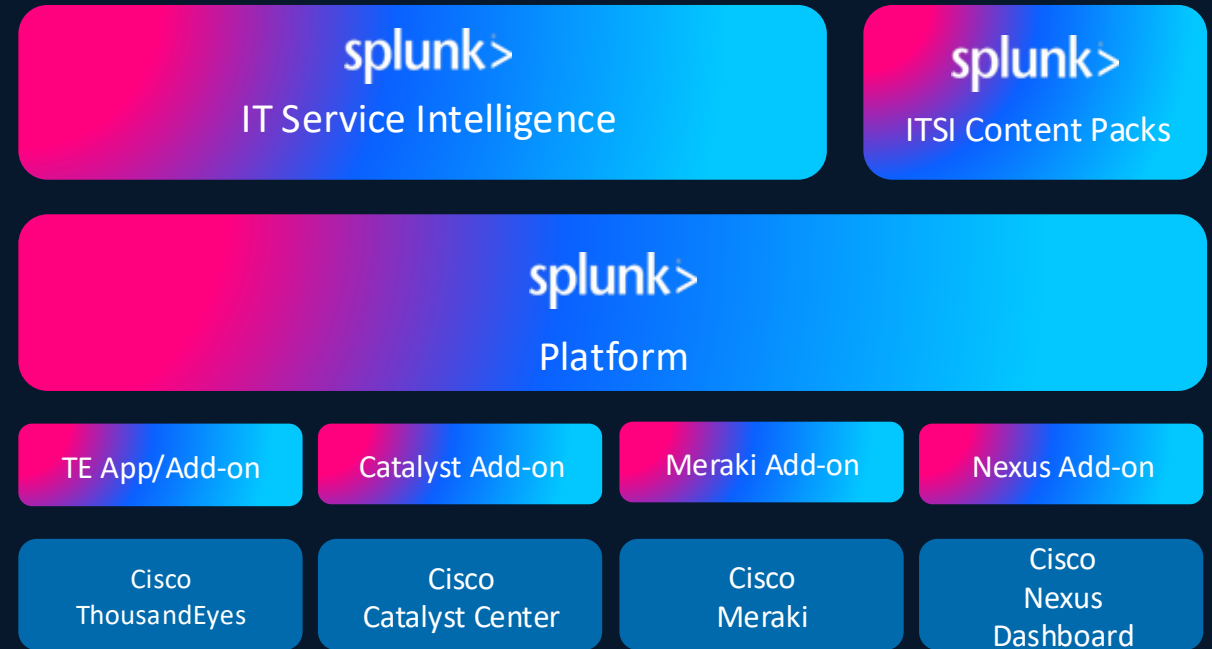 splunk>
IT Service Intelligence
splunk>
ITSI Content Packs
splunk>
Platform
TE App/Add-on
Catalyst Add-on
Meraki Add-on
Nexus Add-on
Cisco
ThousandEyes
Cisco
Catalyst Center
Cisco
Meraki
Cisco
Nexus
Dashboard